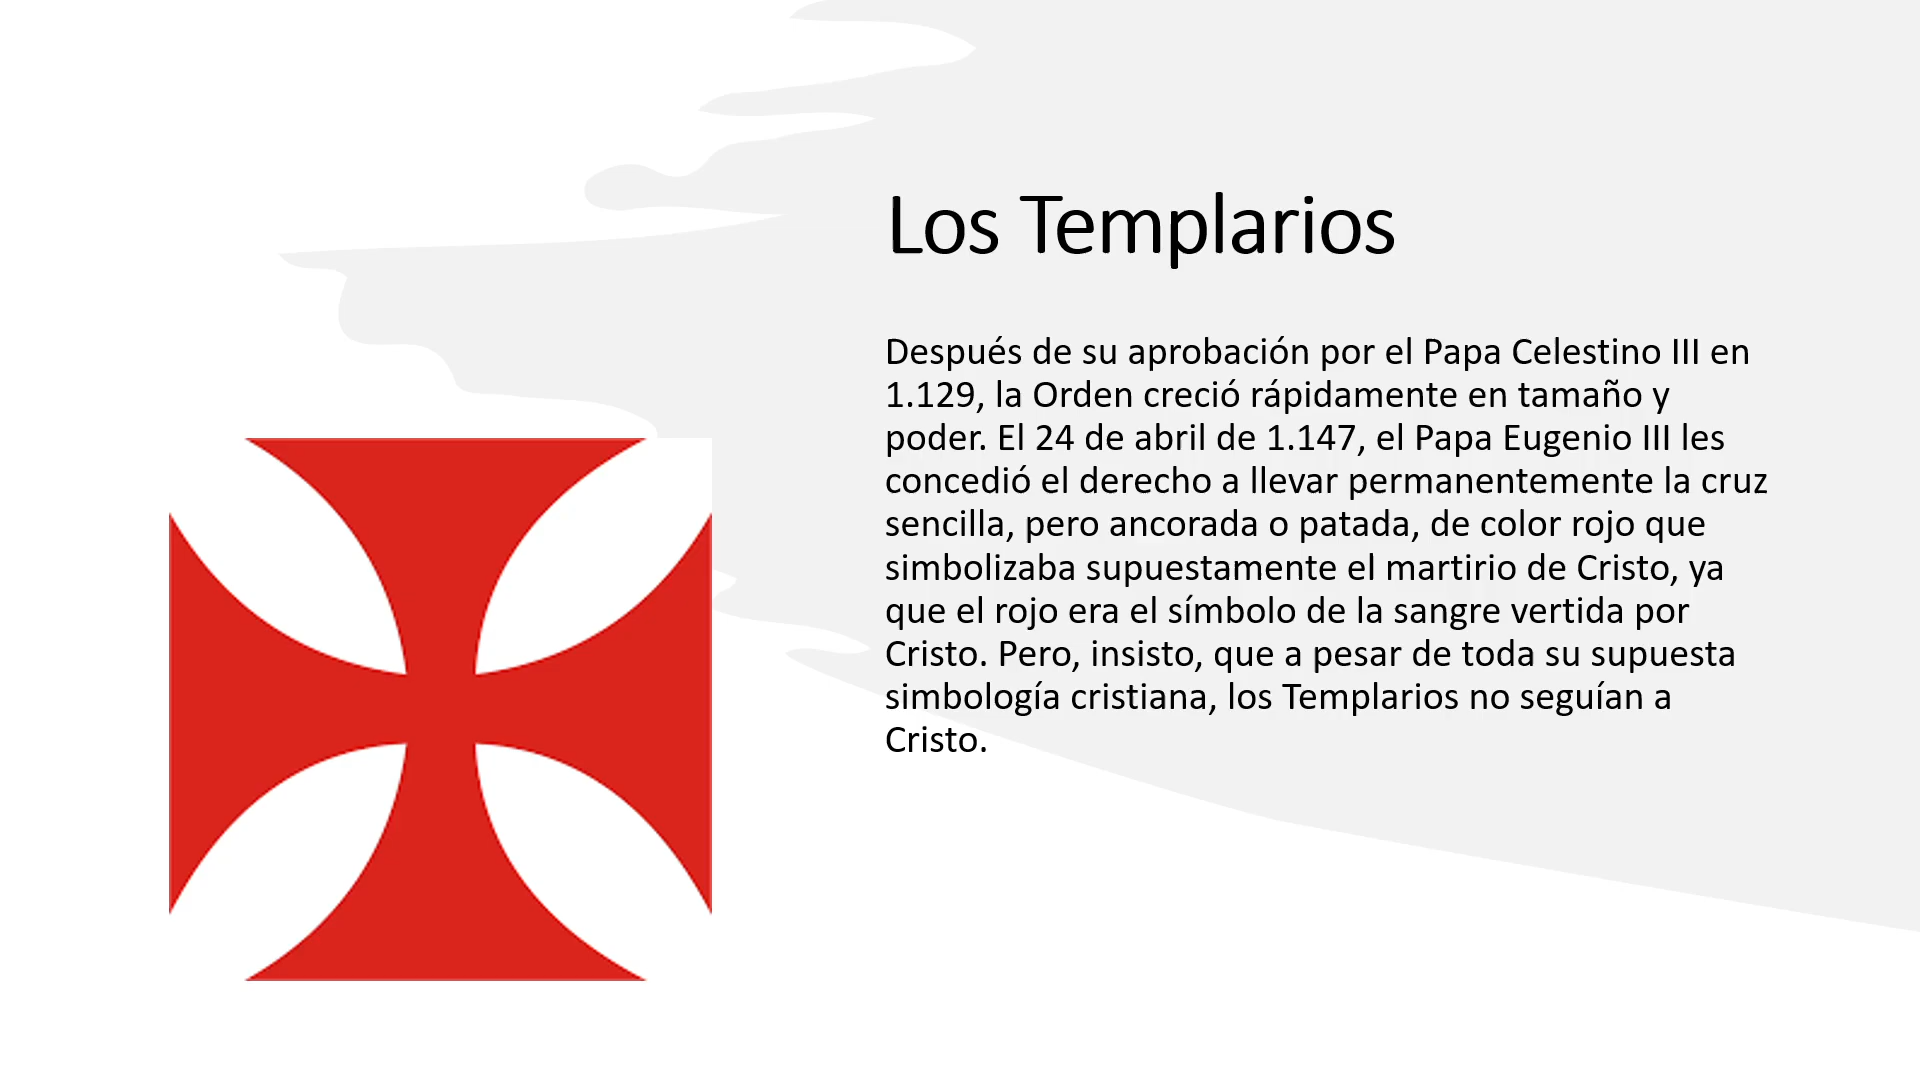 Los Templarios
Después de su aprobación por el Papa Celestino III en
1.129, la Orden creció rápidamente en tamaño y
poder. El 24 de abril de 1.147, el Papa Eugenio III les
concedió el derecho a llevar permanentemente la cruz
sencilla, pero ancorada o patada, de color rojo que
simbolizaba supuestamente el martirio de Cristo, ya
que el rojo era el símbolo de la sangre vertida por
Cristo. Pero, insisto, que a pesar de toda su supuesta
simbología cristiana, los Templarios no seguían a
Cristo.